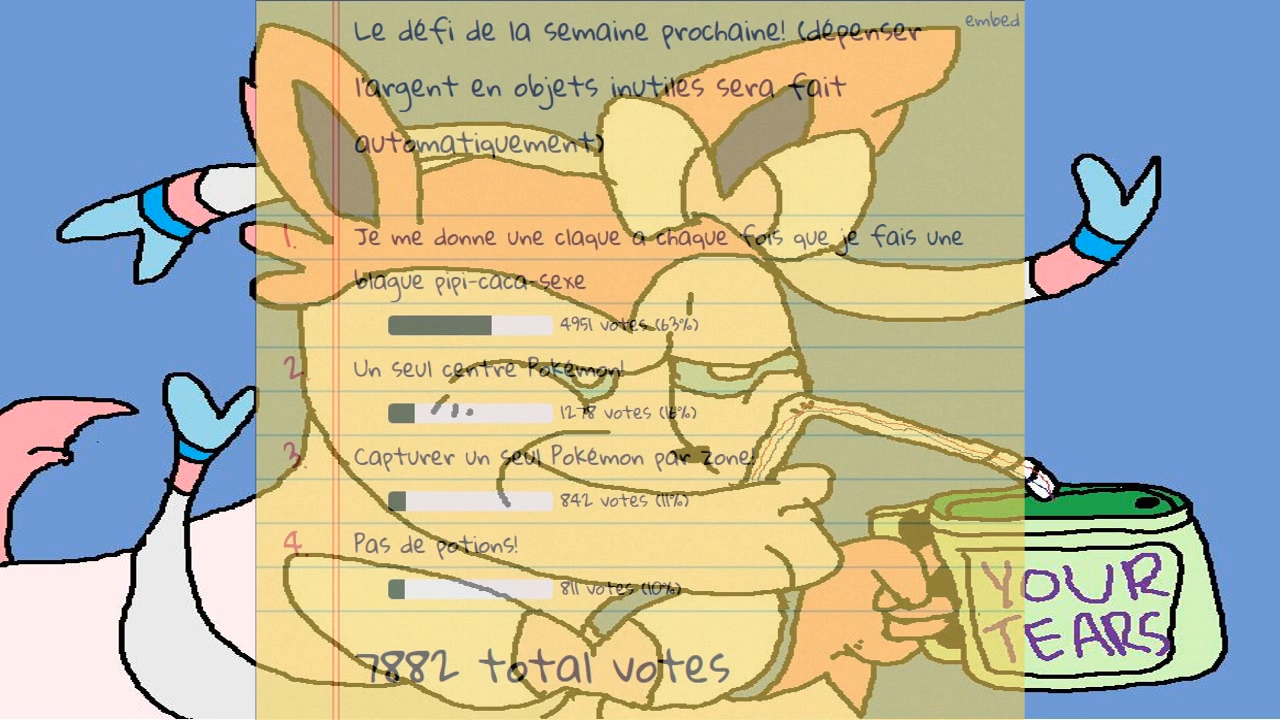 Le défi de la semaine prochaine! (dépenser
embed
l'argent en objets inutiles sera fait
automatiquement)
1. Je me donne une claque a chaque fois que je fais une
blague pipi-caca-sexe
4951 votes (63%)
2. Un seul centre Pokémon!
1278 votes (16%)
3. Capturer un seul Pokémon par zone!
842 votes (11%)
4. Pas de potions!
811 votes (10%)
7882 total votes
YOUR
TEARS